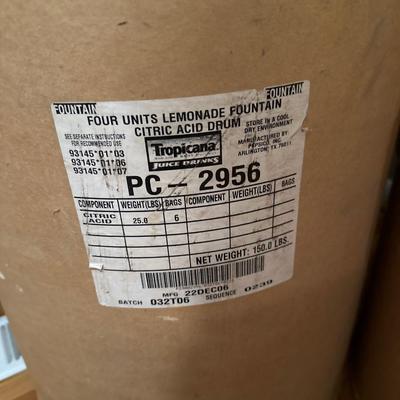 FOUNTAIN FOUNTAIN
FOUR UNITS LEMONADE FOUNTAIN
CITRIC ACID DRUM
SEE SEPARATE INSTRUCTIONS
FOR RECOMMENDED USE
93145*01*03
93145*01*06
93145*01*07
Tropicana
JUICE DRINKS
STORE IN A COOL
DRY ENVIRONMENT
MANUFACTURED BY
PEPSICO, INC.
ARLINGTON, TX 76011
PC - 2956
COMPONENT WEIGHT(LBS) BAGS COMPONENT WEIGHT(LBS) BAGS
CITRIC ACID 25.0 6
NET WEIGHT: 150.0 LBS.
MFG 22DEC06
BATCH 032T06 SEQUENCE 0239